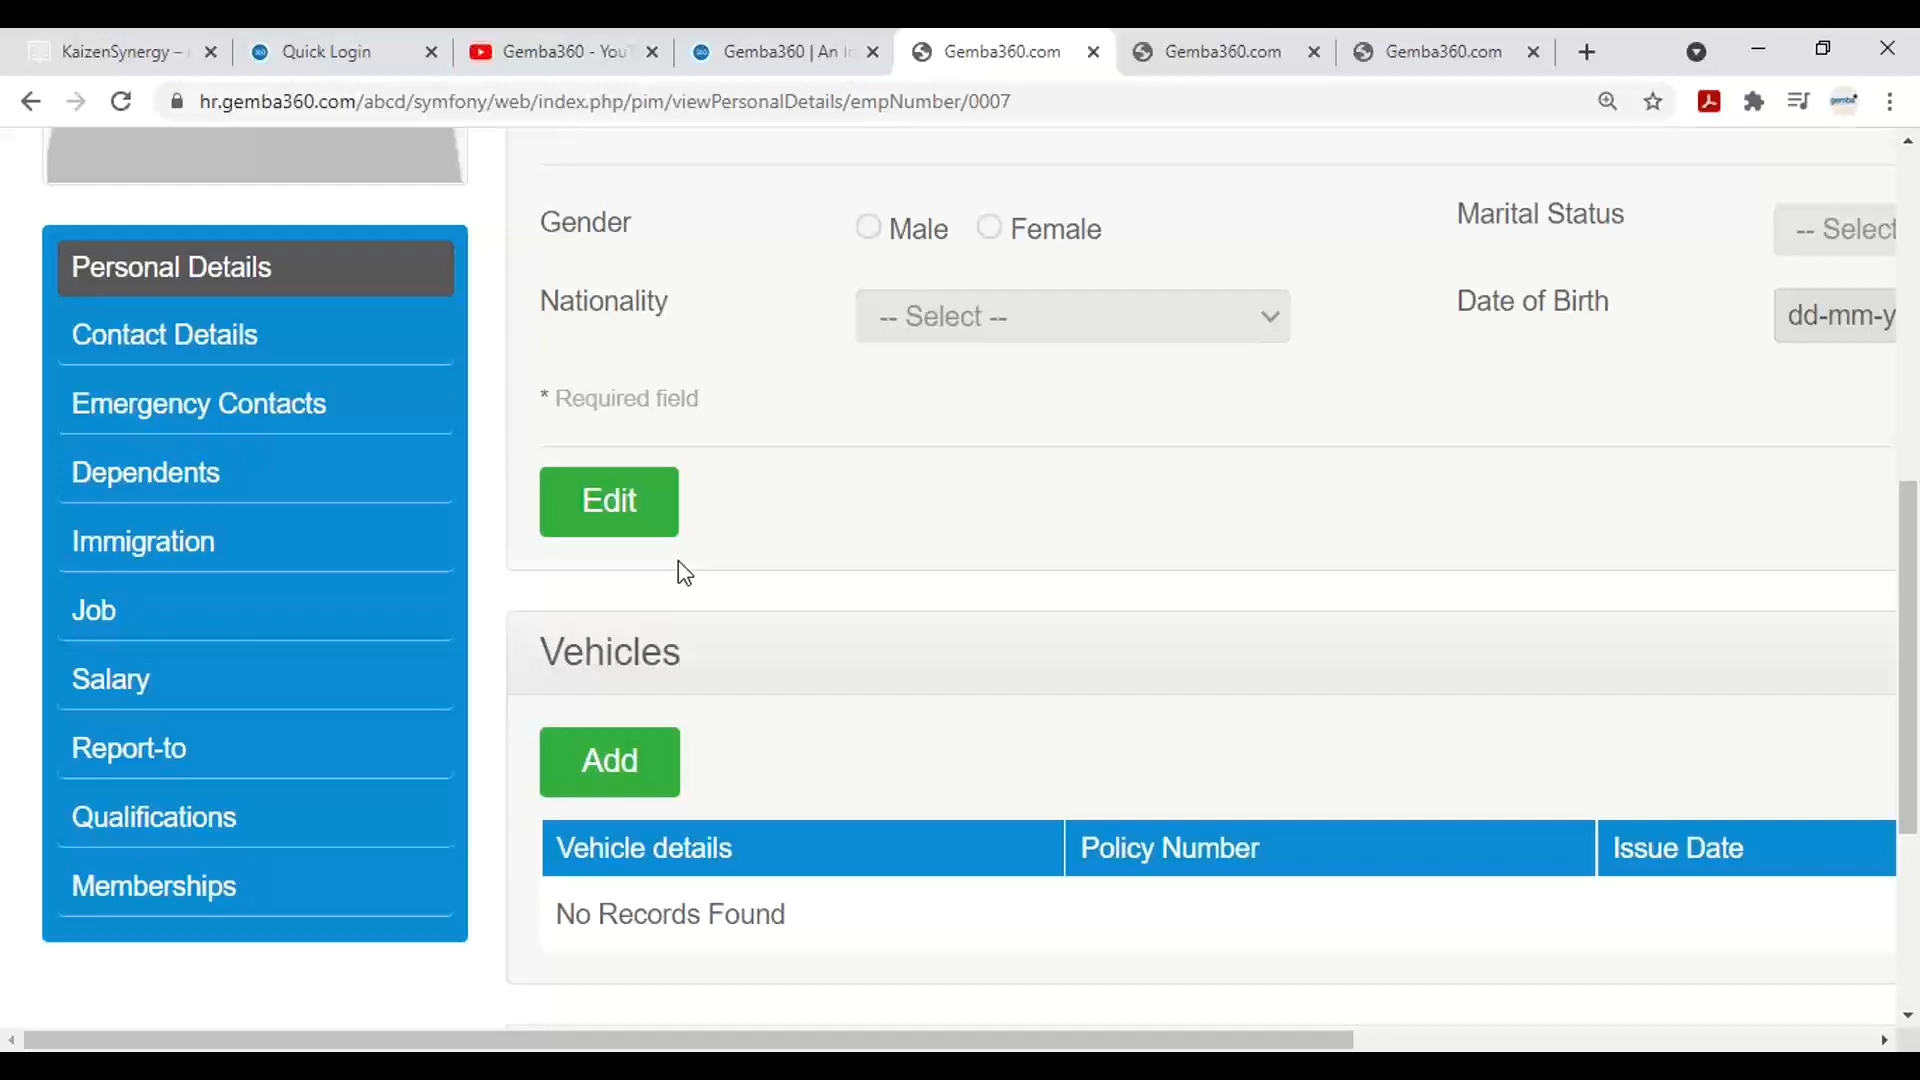 KaizenSynergy –
Quick Login
Gemba360 - YouT
Gemba360 | An In
Gemba360.com
Gemba360.com
Gemba360.com
hr.gemba360.com/abcd/symfony/web/index.php/pim/viewPersonalDetails/empNumber/0007
Personal Details
Contact Details
Emergency Contacts
Dependents
Immigration
Job
Salary
Report-to
Qualifications
Memberships
Gender
Male
Female
Marital Status
-- Select
Nationality
-- Select --
Date of Birth
dd-mm-y
* Required field
Edit
Vehicles
Add
Vehicle details
Policy Number
Issue Date
No Records Found